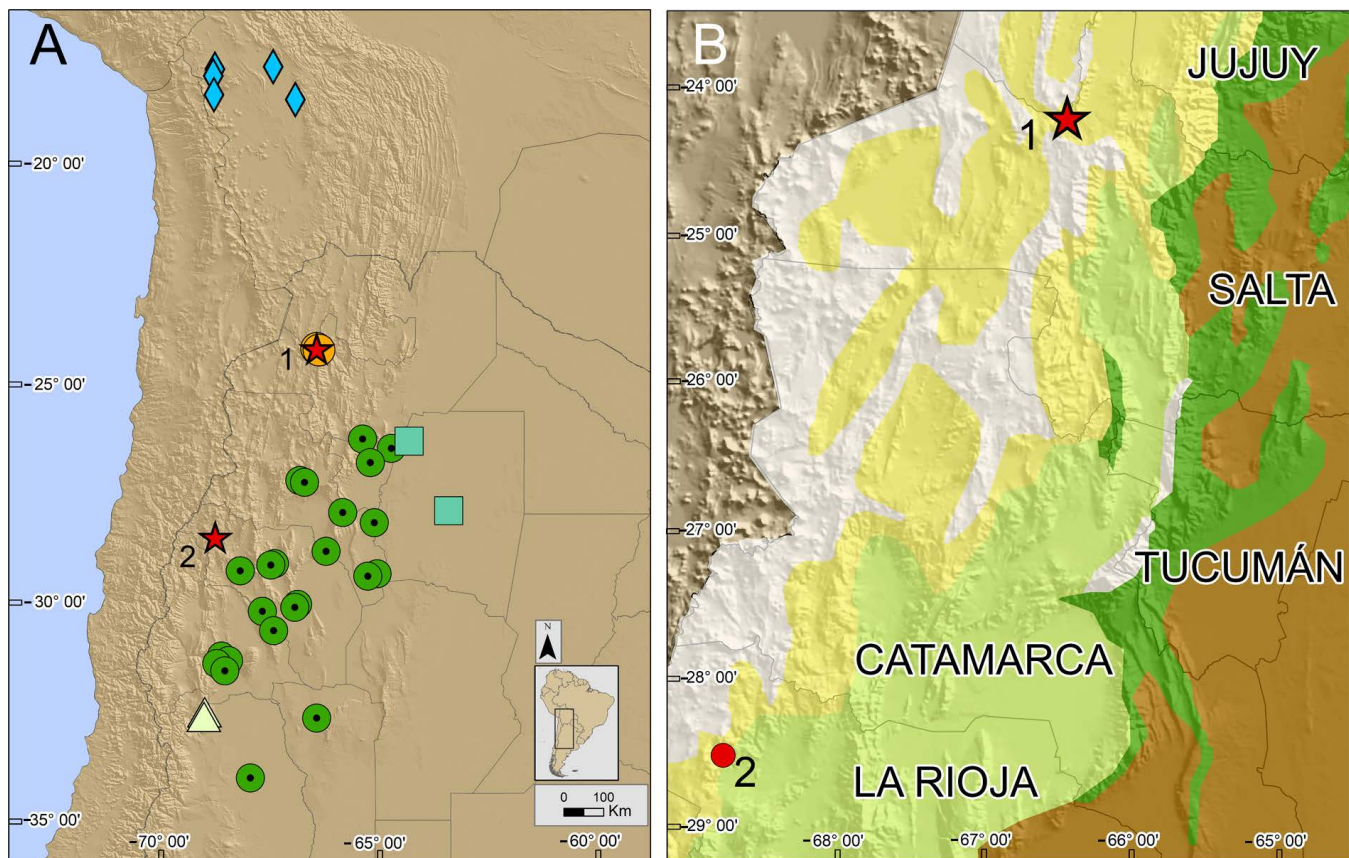 A
−20° 00'
1
−25° 00'
2
−30° 00'
N
0 100
Km
−35° 00'
−70° 00'
−65° 00'
−60° 00'
B
JUJUY
−24° 00'
1
−25° 00'
SALTA
−26° 00'
−27° 00'
TUCUMÁN
CATAMARCA
−28° 00'
2
LA RIOJA
−29° 00'
−68° 00'
−67° 00'
−66° 00'
−65° 00'